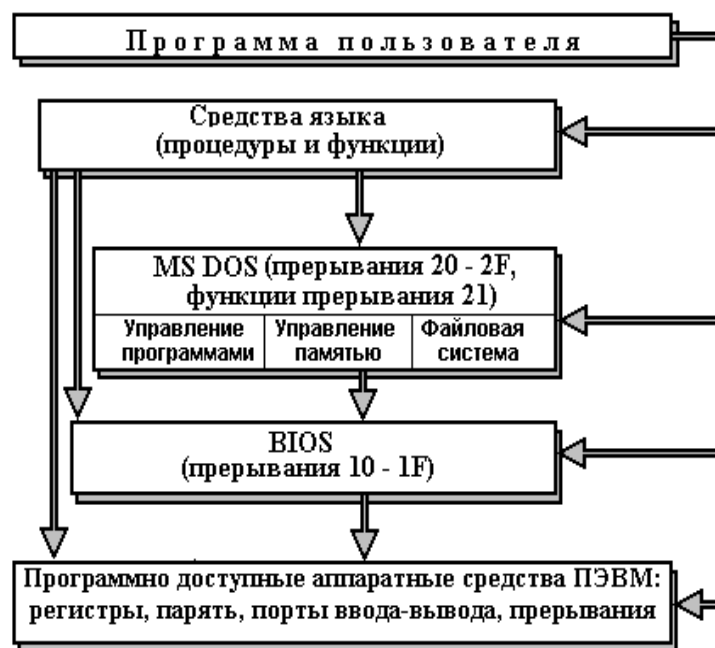 Программа пользователя
Средства языка
(процедуры и функции)
MS DOS (прерывания 20 - 2F,
функции прерывания 21)
Управление
программами
Управление
памятью
Файловая
система
BIOS
(прерывания 10 - 1F)
Программно доступные аппаратные средства ПЭВМ:
регистры, парять, порты ввода-вывода, прерывания